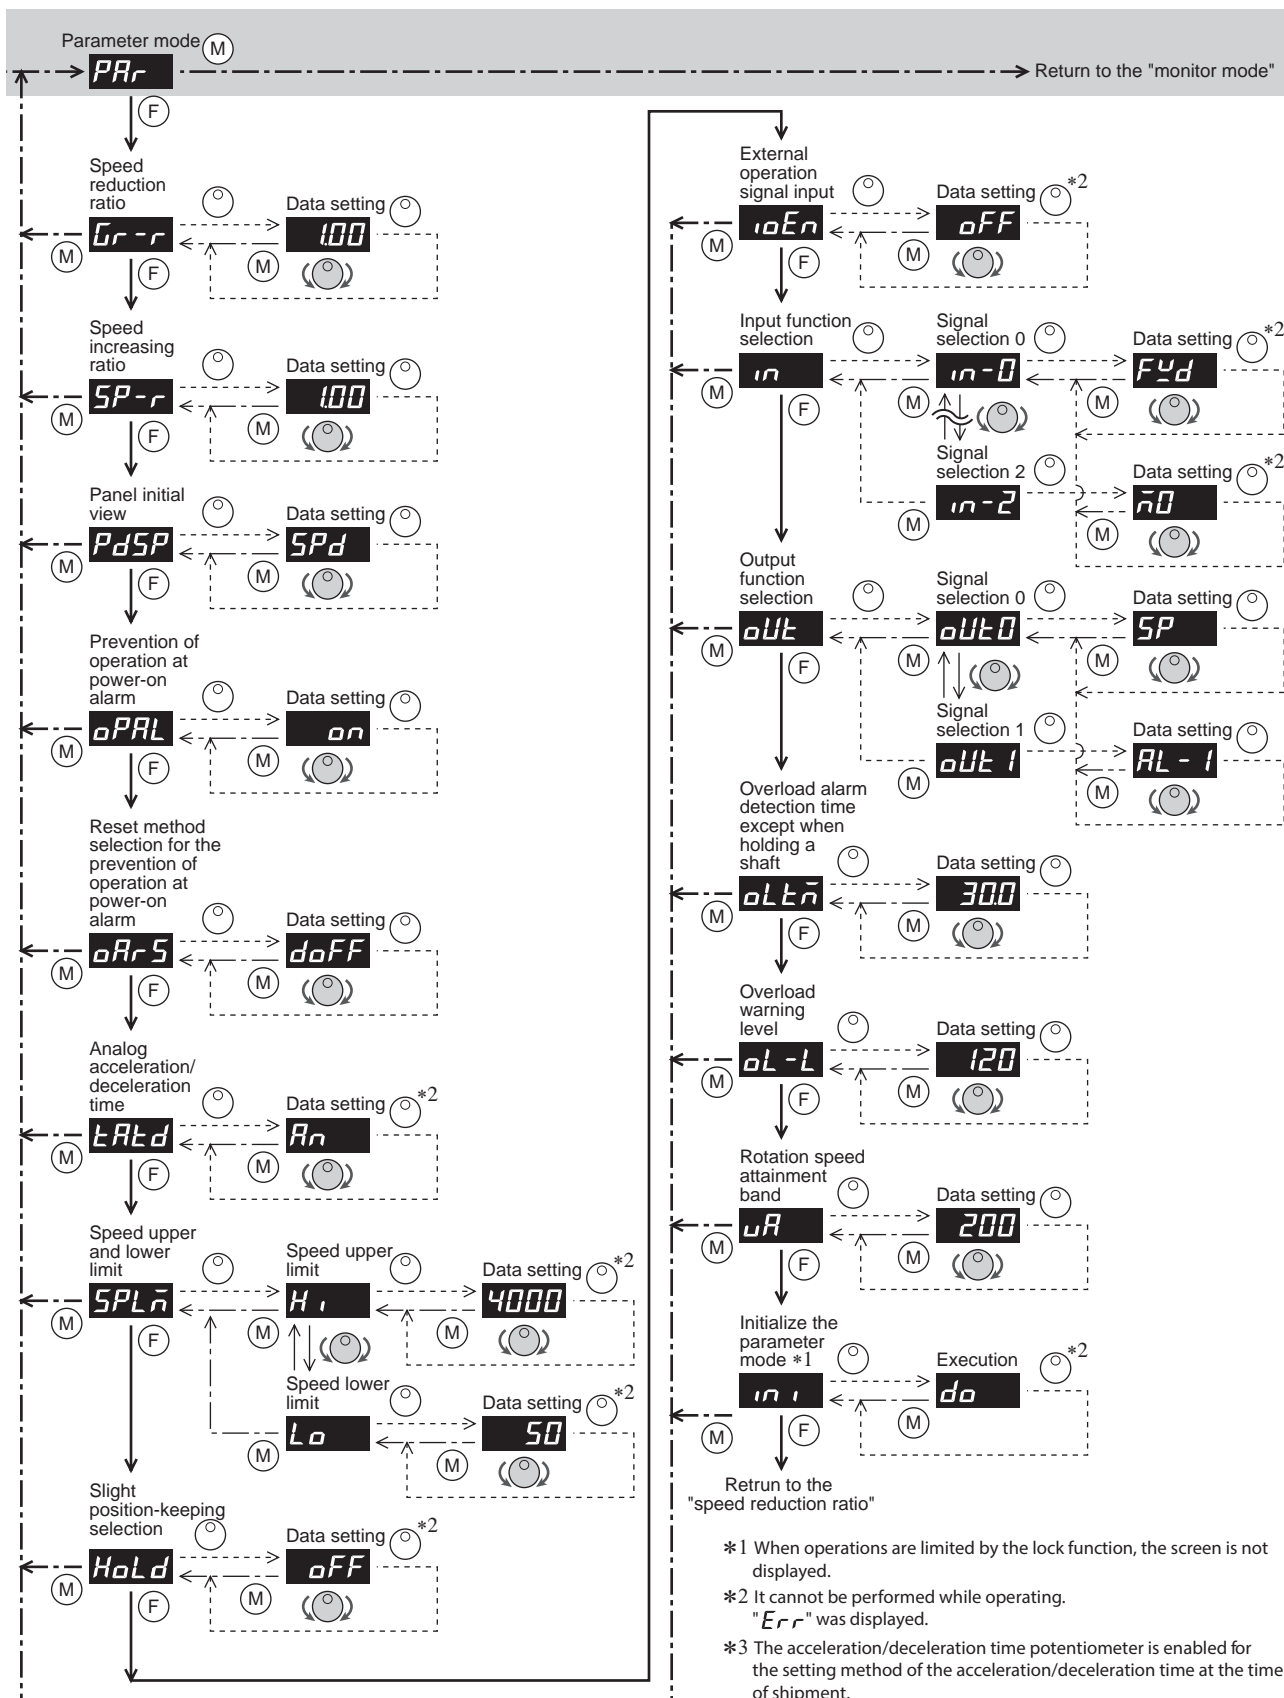 Parameter mode
M
PAr
Return to the "monitor mode"
F
Speed
reduction
ratio
Gr-r
M
F
Data setting
1.00
M
Speed
increasing
ratio
SP-r
M
F
Data setting
1.00
M
Panel initial
view
PdSP
M
F
Data setting
SPd
M
Prevention of
operation at
power-on
alarm
oPAL
M
F
Data setting
on
M
Reset method
selection for the
prevention of
operation at
power-on
alarm
oArS
M
F
Data setting
doFF
M
Analog
acceleration/
deceleration
time
tAtd
M
F
Data setting
*2
An
M
Speed upper
and lower
limit
SPLm
M
F
Speed upper
limit
Hi
M
Data setting
*2
4000
M
Speed lower
limit
Lo
M
Data setting
*2
50
M
Slight
position-keeping
selection
HoLd
M
F
Data setting
*2
oFF
M
External
operation
signal input
ioEn
M
F
Data setting
*2
oFF
M
Input function
selection
in
M
F
Signal
selection 0
in-0
M
Data setting
*2
Fwd
M
Signal
selection 2
in-2
M
Data setting
*2
m0
M
Output
function
selection
oUt
M
F
Signal
selection 0
oUt0
M
Data setting
SP
M
Signal
selection 1
oUt1
M
Data setting
AL-1
M
Overload alarm
detection time
except when
holding a
shaft
oLtm
M
F
Data setting
30.0
M
Overload
warning
level
oL-L
M
F
Data setting
120
M
Rotation speed
attainment
band
uA
M
F
Data setting
200
M
Initialize the
parameter
mode *1
ini
M
F
Execution
*2
do
M
Retrun to the
"speed reduction ratio"
*1 When operations are limited by the lock function, the screen is not
displayed.
*2 It cannot be performed while operating.
"Err" was displayed.
*3 The acceleration/deceleration time potentiometer is enabled for
the setting method of the acceleration/deceleration time at the time
of shipment.